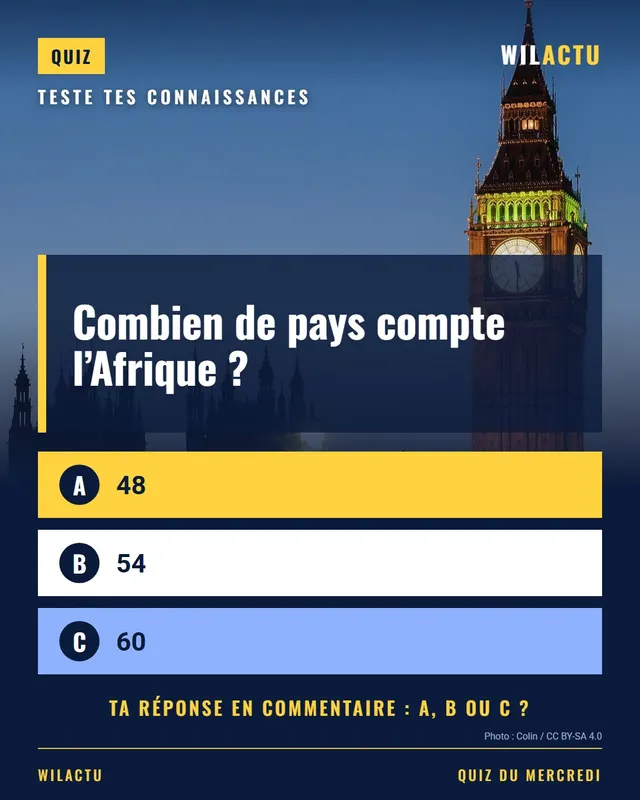 QUIZ
WILACTU
TESTE TES CONNAISSANCES
Combien de pays compte
l’Afrique ?
A 48
B 54
C 60
TA RÉPONSE EN COMMENTAIRE : A, B OU C ?
Photo : Colin / CC BY-SA 4.0
WILACTU
QUIZ DU MERCREDI